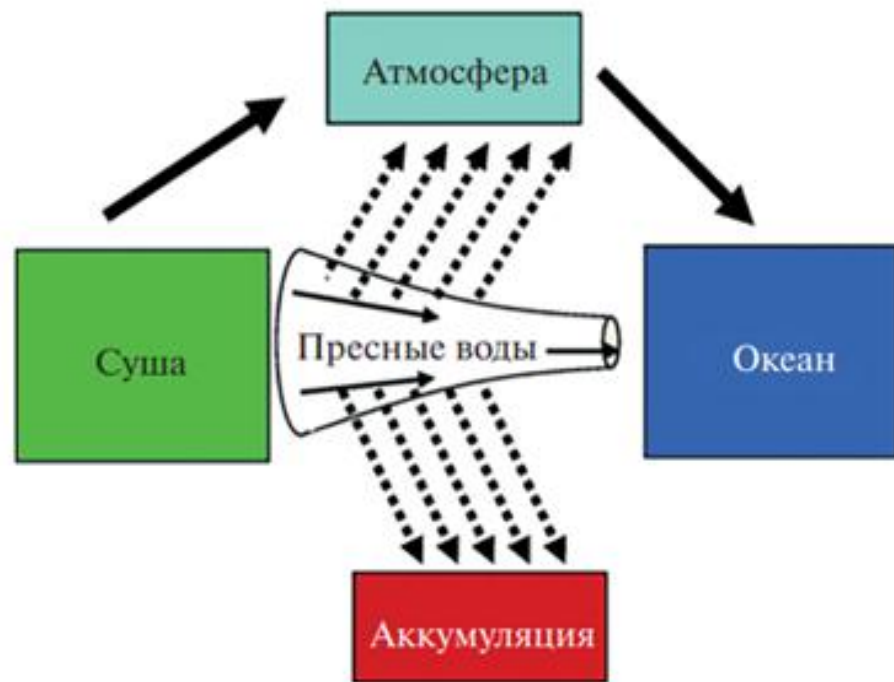 Атмосфера
Суша
Пресные воды
Океан
Аккумуляция